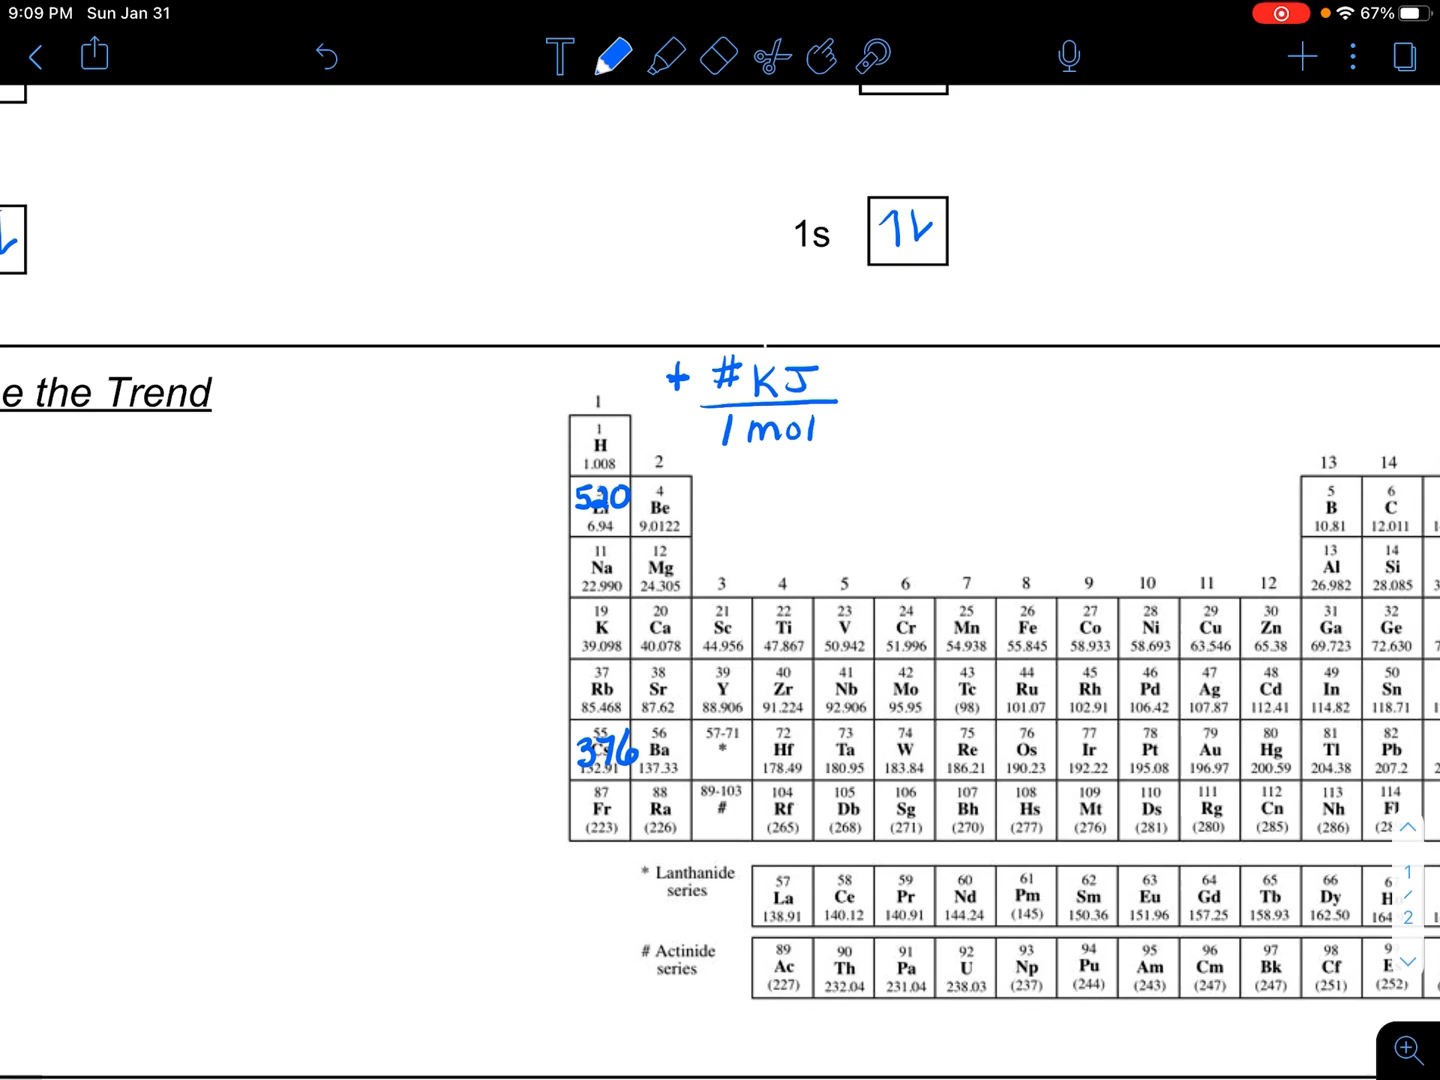 9:09 PM Sun Jan 31
67%
T
1s
e the Trend
+ #KJ
1 mol
1
2
13 14
3 4 5 6 7 8 9 10 11 12
1
H
1.008
520
6.94
4
Be
9.0122
5
B
10.81
6
C
12.011
11
Na
22.990
12
Mg
24.305
13
Al
26.982
14
Si
28.085
19 20 21 22 23 24 25 26 27 28 29 30 31 32
K Ca Sc Ti V Cr Mn Fe Co Ni Cu Zn Ga Ge
39.098 40.078 44.956 47.867 50.942 51.996 54.938 55.845 58.933 58.693 63.546 65.38 69.723 72.630
37 38 39 40 41 42 43 44 45 46 47 48 49 50
Rb Sr Y Zr Nb Mo Tc Ru Rh Pd Ag Cd In Sn
85.468 87.62 88.906 91.224 92.906 95.95 (98) 101.07 102.91 106.42 107.87 112.41 114.82 118.71
55 56 57-71 72 73 74 75 76 77 78 79 80 81 82
376 Ba * Hf Ta W Re Os Ir Pt Au Hg Tl Pb
132.91 137.33 178.49 180.95 183.84 186.21 190.23 192.22 195.08 196.97 200.59 204.38 207.2
87 88 89-103 104 105 106 107 108 109 110 111 112 113 114
Fr Ra # Rf Db Sg Bh Hs Mt Ds Rg Cn Nh Fl
(223) (226) (265) (268) (271) (270) (277) (276) (281) (280) (285) (286)
* Lanthanide
series
57 58 59 60 61 62 63 64 65 66
La Ce Pr Nd Pm Sm Eu Gd Tb Dy
138.91 140.12 140.91 144.24 (145) 150.36 151.96 157.25 158.93 162.50
# Actinide
series
89 90 91 92 93 94 95 96 97 98
Ac Th Pa U Np Pu Am Cm Bk Cf
(227) 232.04 231.04 238.03 (237) (244) (243) (247) (247) (251) (252)
1
2